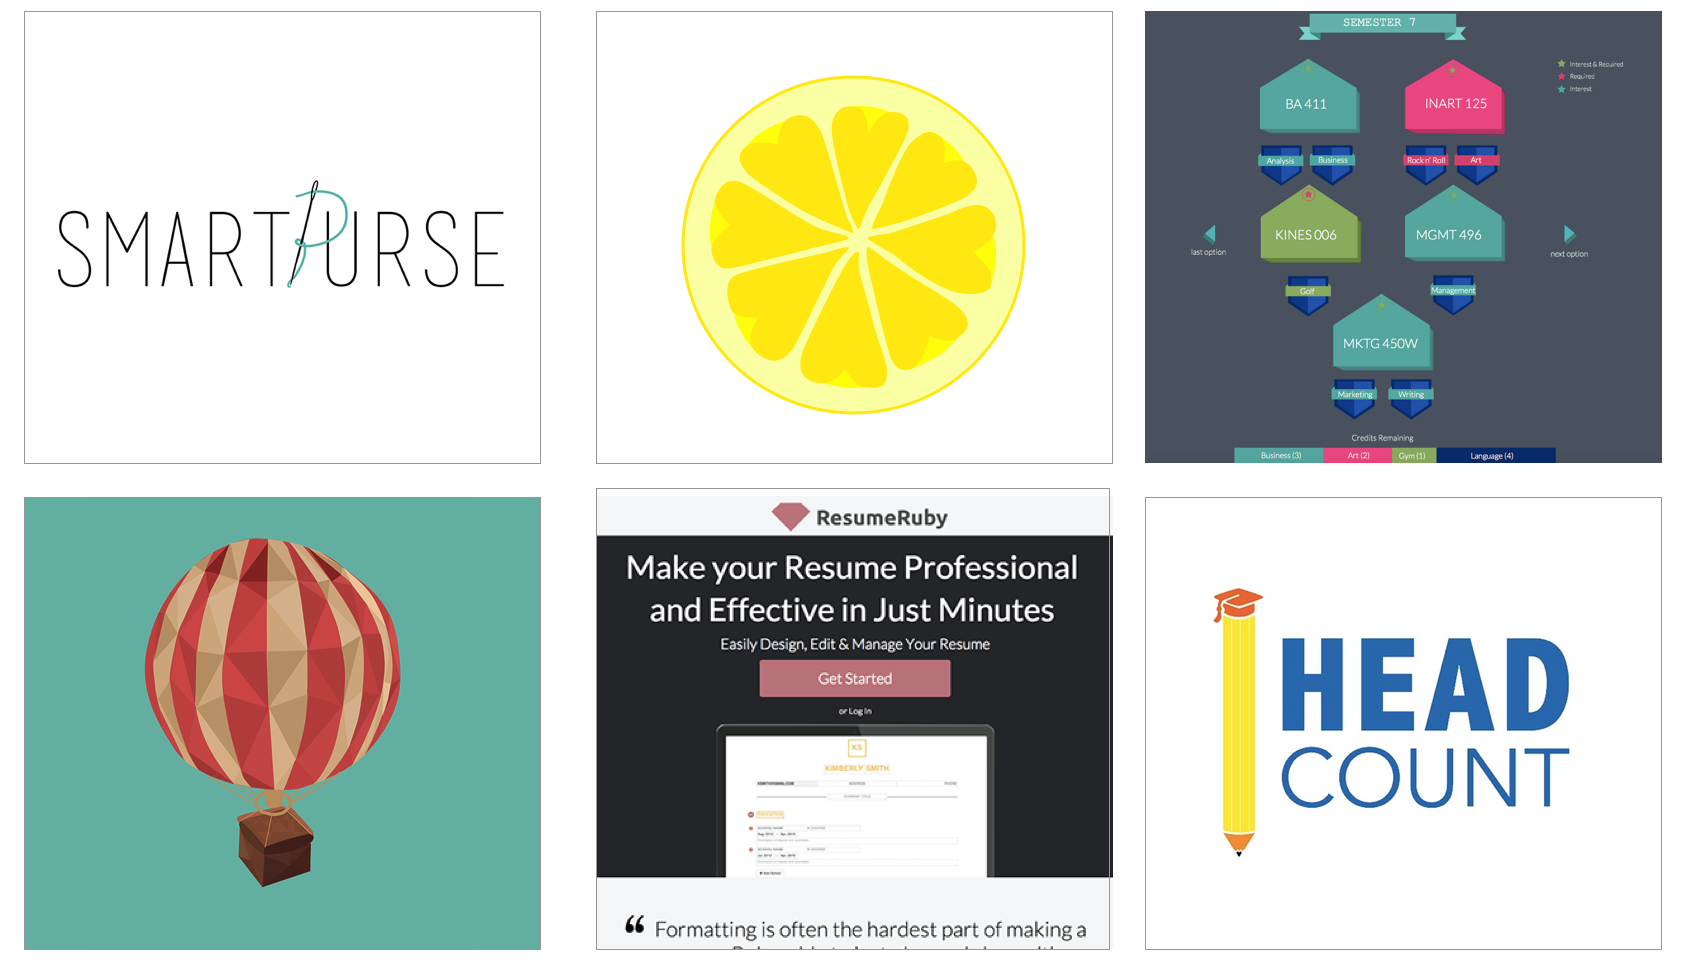 SMARTPURSE
SEMESTER 7
Interest & Required
Required
Interest
BA 411
INART 125
Analysis
Business
Rock n' Roll
Art
KINES 006
MGMT 496
last option
next option
Golf
Management
MKTG 450W
Marketing
Writing
Credits Remaining
Business (3)
Art (2)
Gym (1)
Language (4)
ResumeRuby
Make your Resume Professional
and Effective in Just Minutes
Easily Design, Edit & Manage Your Resume
Get Started
or Log In
KS
KIMBERLY SMITH
ADDRESS
PHONE
EDUCATION
“ Formatting is often the hardest part of making a
HEAD
COUNT